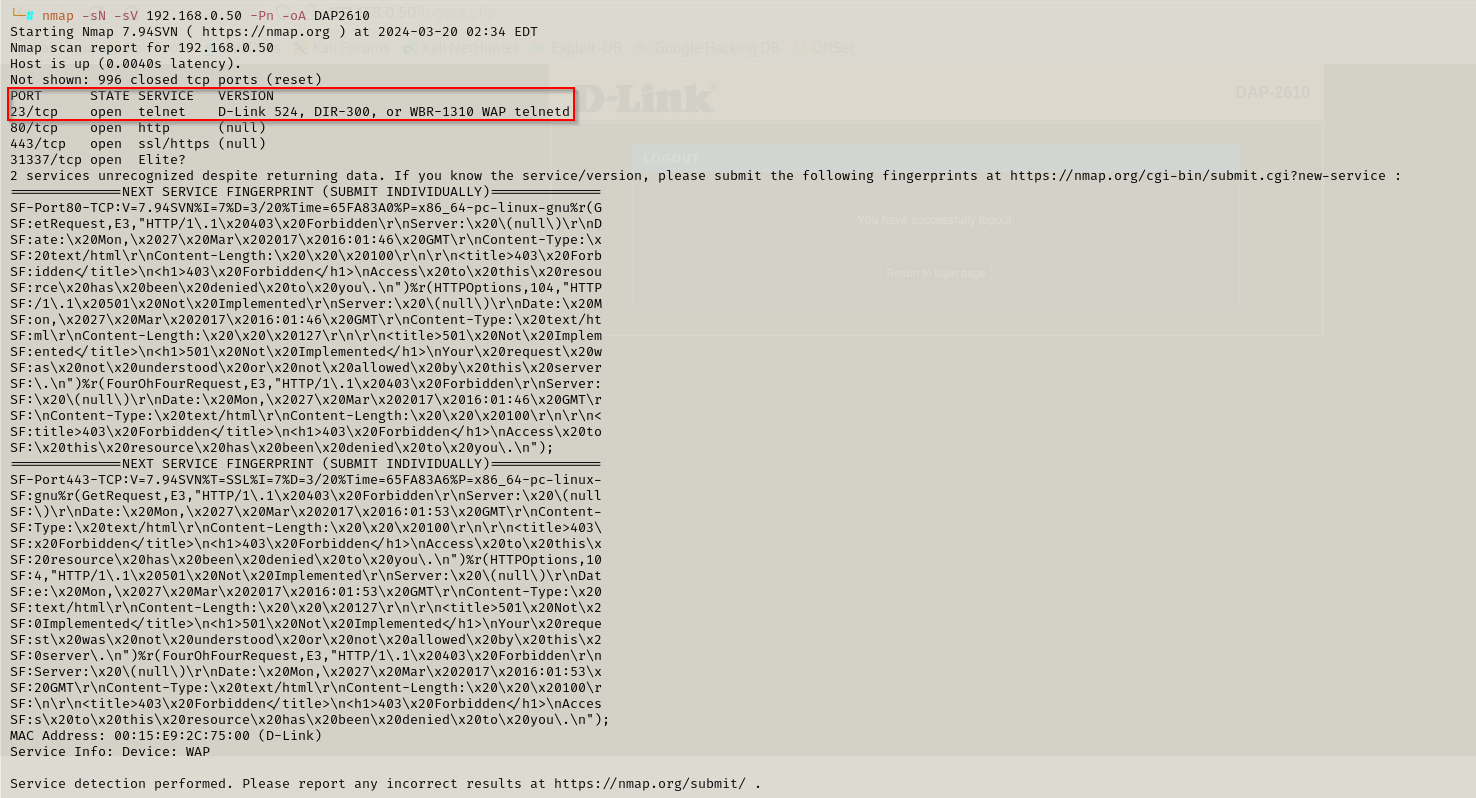 └─# nmap -sN -sV 192.168.0.50 -Pn -oA DAP2610
Starting Nmap 7.94SVN ( https://nmap.org ) at 2024-03-20 02:34 EDT
Nmap scan report for 192.168.0.50
Host is up (0.0040s latency).
Not shown: 996 closed tcp ports (reset)
PORT      STATE SERVICE   VERSION
23/tcp    open  telnet    D-Link 524, DIR-300, or WBR-1310 WAP telnetd
80/tcp    open  http      (null)
443/tcp   open  ssl/https (null)
31337/tcp open  Elite?
2 services unrecognized despite returning data. If you know the service/version, please submit the following fingerprints at https://nmap.org/cgi-bin/submit.cgi?new-service :
==============NEXT SERVICE FINGERPRINT (SUBMIT INDIVIDUALLY)==============
SF-Port80-TCP:V=7.94SVN%I=7%D=3/20%Time=65FA83A0%P=x86_64-pc-linux-gnu%r(G
SF:etRequest,E3,"HTTP/1\.1\x20403\x20Forbidden\r\nServer:\x20\(null\)\r\nD
SF:ate:\x20Mon,\x2027\x20Mar\x202017\x2016:01:46\x20GMT\r\nContent-Type:\x
SF:20text/html\r\nContent-Length:\x20\x20\x20100\r\n\r\n<title>403\x20Forb
SF:idden</title>\n<h1>403\x20Forbidden</h1>\nAccess\x20to\x20this\x20resou
SF:rce\x20has\x20been\x20denied\x20to\x20you\.\n")%r(HTTPOptions,104,"HTTP
SF:/1\.1\x20501\x20Not\x20Implemented\r\nServer:\x20\(null\)\r\nDate:\x20M
SF:on,\x2027\x20Mar\x202017\x2016:01:46\x20GMT\r\nContent-Type:\x20text/ht
SF:ml\r\nContent-Length:\x20\x20\x20127\r\n\r\n<title>501\x20Not\x20Implem
SF:ented</title>\n<h1>501\x20Not\x20Implemented</h1>\nYour\x20request\x20w
SF:as\x20not\x20understood\x20or\x20not\x20allowed\x20by\x20this\x20server
SF:\.\n")%r(FourOhFourRequest,E3,"HTTP/1\.1\x20403\x20Forbidden\r\nServer:
SF:\x20\(null\)\r\nDate:\x20Mon,\x2027\x20Mar\x202017\x2016:01:46\x20GMT\r
SF:\nContent-Type:\x20text/html\r\nContent-Length:\x20\x20\x20100\r\n\r\n<
SF:title>403\x20Forbidden</title>\n<h1>403\x20Forbidden</h1>\nAccess\x20to
SF:\x20this\x20resource\x20has\x20been\x20denied\x20to\x20you\.\n");
==============NEXT SERVICE FINGERPRINT (SUBMIT INDIVIDUALLY)==============
SF-Port443-TCP:V=7.94SVN%T=SSL%I=7%D=3/20%Time=65FA83A6%P=x86_64-pc-linux-
SF:gnu%r(GetRequest,E3,"HTTP/1\.1\x20403\x20Forbidden\r\nServer:\x20\(null
SF:\)\r\nDate:\x20Mon,\x2027\x20Mar\x202017\x2016:01:53\x20GMT\r\nContent-
SF:Type:\x20text/html\r\nContent-Length:\x20\x20\x20100\r\n\r\n<title>403\
SF:x20Forbidden</title>\n<h1>403\x20Forbidden</h1>\nAccess\x20to\x20this\x
SF:20resource\x20has\x20been\x20denied\x20to\x20you\.\n")%r(HTTPOptions,10
SF:4,"HTTP/1\.1\x20501\x20Not\x20Implemented\r\nServer:\x20\(null\)\r\nDat
SF:e:\x20Mon,\x2027\x20Mar\x202017\x2016:01:53\x20GMT\r\nContent-Type:\x20
SF:text/html\r\nContent-Length:\x20\x20\x20127\r\n\r\n<title>501\x20Not\x2
SF:0Implemented</title>\n<h1>501\x20Not\x20Implemented</h1>\nYour\x20reque
SF:st\x20was\x20not\x20understood\x20or\x20not\x20allowed\x20by\x20this\x2
SF:0server\.\n")%r(FourOhFourRequest,E3,"HTTP/1\.1\x20403\x20Forbidden\r\n
SF:Server:\x20\(null\)\r\nDate:\x20Mon,\x2027\x20Mar\x202017\x2016:01:53\x
SF:20GMT\r\nContent-Type:\x20text/html\r\nContent-Length:\x20\x20\x20100\r
SF:\n\r\n<title>403\x20Forbidden</title>\n<h1>403\x20Forbidden</h1>\nAcces
SF:s\x20to\x20this\x20resource\x20has\x20been\x20denied\x20to\x20you\.\n");
MAC Address: 00:15:E9:2C:75:00 (D-Link)
Service Info: Device: WAP
Service detection performed. Please report any incorrect results at https://nmap.org/submit/ .
Kali Forums Kali NetHunter Exploit-DB Google Hacking DB OffSec
D-Link
DAP-2610
LOGOUT
You have successfully logout.
Return to login page